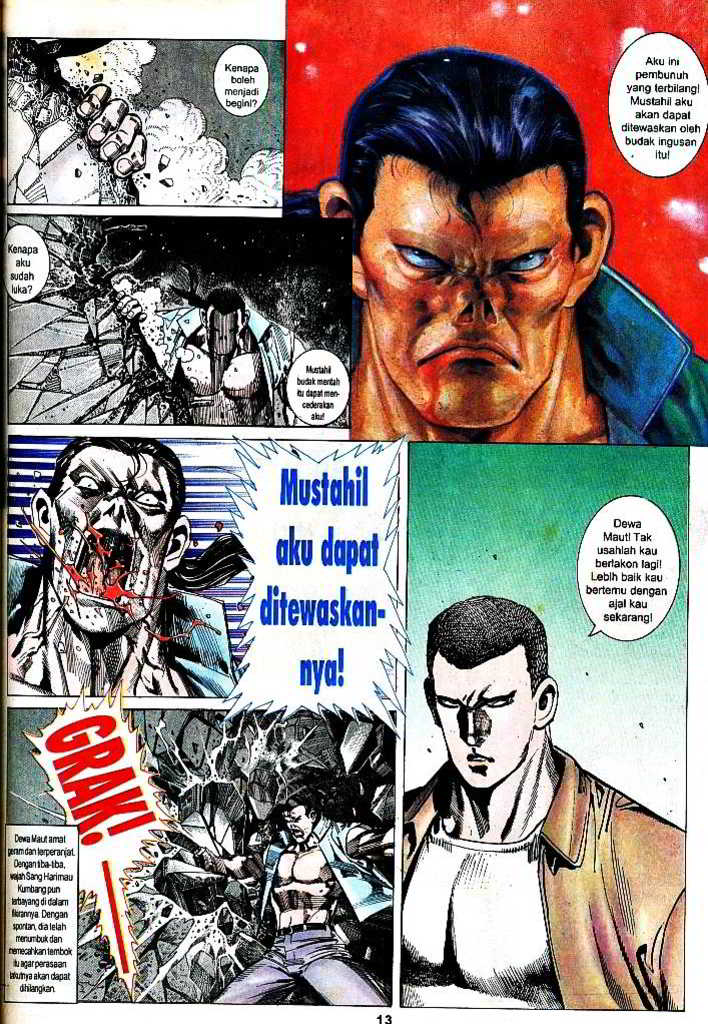 Kenapa
boleh
menjadi
begini?
Aku ini
pembunuh
yang terbilang!
Mustahil aku
akan dapat
ditewaskan oleh
budak ingusan
itu!
Kenapa
aku
sudah
luka?
Mustahil
budak mentah
itu dapat men-
cederakan
aku!
Mustahil
aku dapat
ditewaskan-
nya!
Dewa
Maut! Tak
usahlah kau
berlakon lagi!
Lebih baik kau
bertemu dengan
ajal kau
sekarang!
GRAK!
Dewa Maut amat
geram dan terperanjat.
Dengan tiba-tiba,
wajah Sang Harimau
Kumbang pun
terbayang di dalam
fikirannya. Dengan
spontan, dia telah
menumbuk dan
memecahkan tembok
itu agar perasaan
takutnya akan dapat
dihilangkan.
13